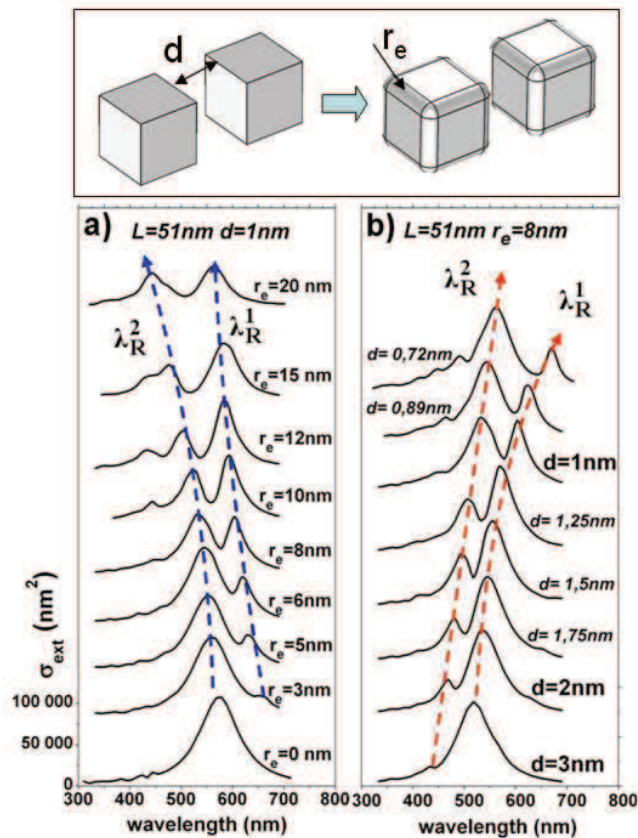 d
r_e
a) L=51nm d=1nm
λ_R^2
λ_R^1
r_e=20 nm
r_e=15 nm
r_e=12nm
r_e=10nm
r_e=8nm
r_e=6nm
r_e=5nm
r_e=3nm
r_e=0 nm
σ_ext (nm²)
100 000
50 000
0
300 400 500 600 700 800
wavelength (nm)
b) L=51nm r_e=8nm
λ_R^2
λ_R^1
d= 0,72nm
d= 0,89nm
d=1nm
d= 1,25nm
d= 1,5nm
d= 1,75nm
d=2nm
d=3nm
300 400 500 600 700 800
wavelength (nm)